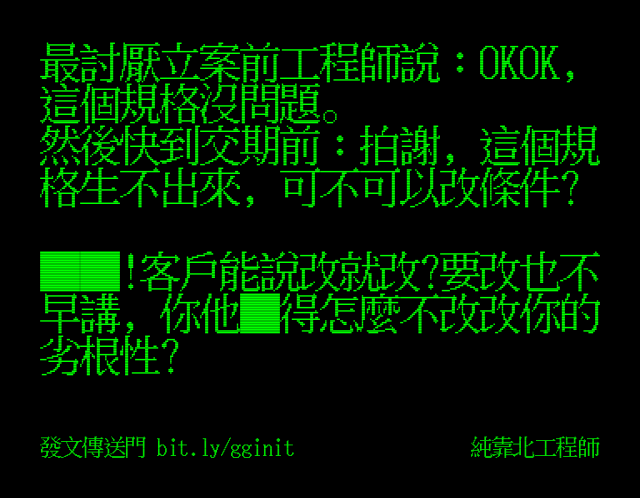 最討厭立案前工程師說：OKOK,
這個規格沒問題。
然後快到交期前：拍謝, 這個規
格生不出來, 可不可以改條件?
!客戶能說改就改?要改也不
早講, 你他 得怎麼不改改你的
劣根性?
發文傳送門 bit.ly/gginit
純靠北工程師